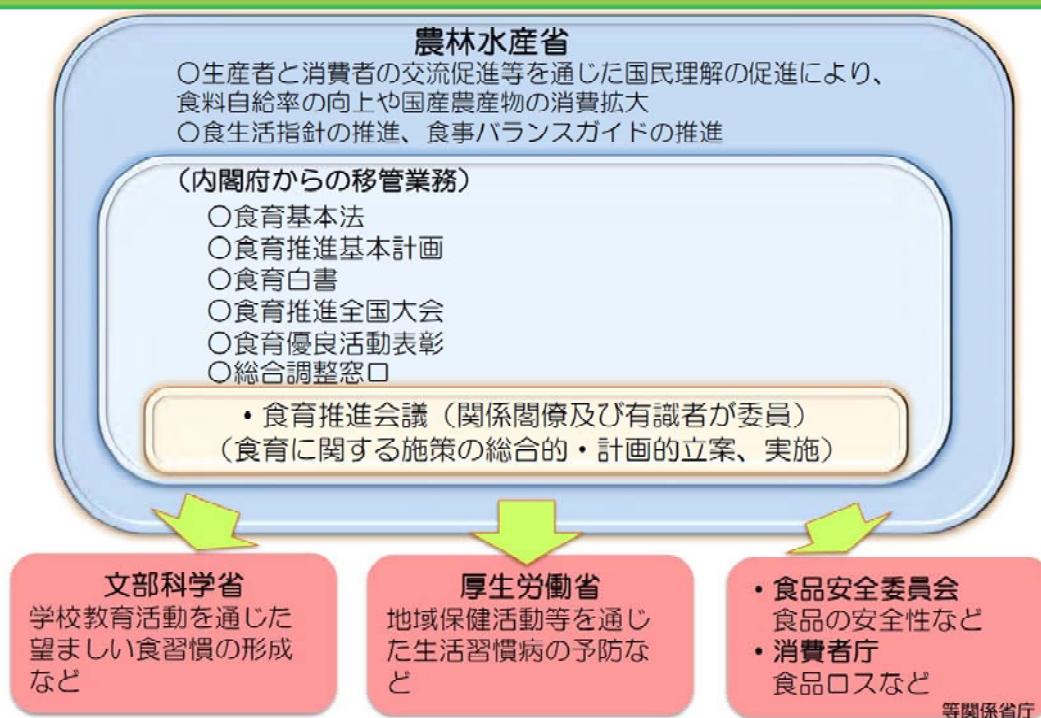 農林水産省
○生産者と消費者の交流促進等を通じた国民理解の促進により、
食料自給率の向上や国産農産物の消費拡大
○食生活指針の推進、食事バランスガイドの推進
(内閣府からの移管業務)
○食育基本法
○食育推進基本計画
○食育白書
○食育推進全国大会
○食育優良活動表彰
○総合調整窓口
・食育推進会議(関係閣僚及び有識者が委員)
(食育に関する施策の総合的・計画的立案、実施)
文部科学省
学校教育活動を通じた
望ましい食習慣の形成
など
厚生労働省
地域保健活動等を通じ
た生活習慣病の予防な
ど
・食品安全委員会
食品の安全性など
・消費者庁
食品ロスなど
等関係省庁